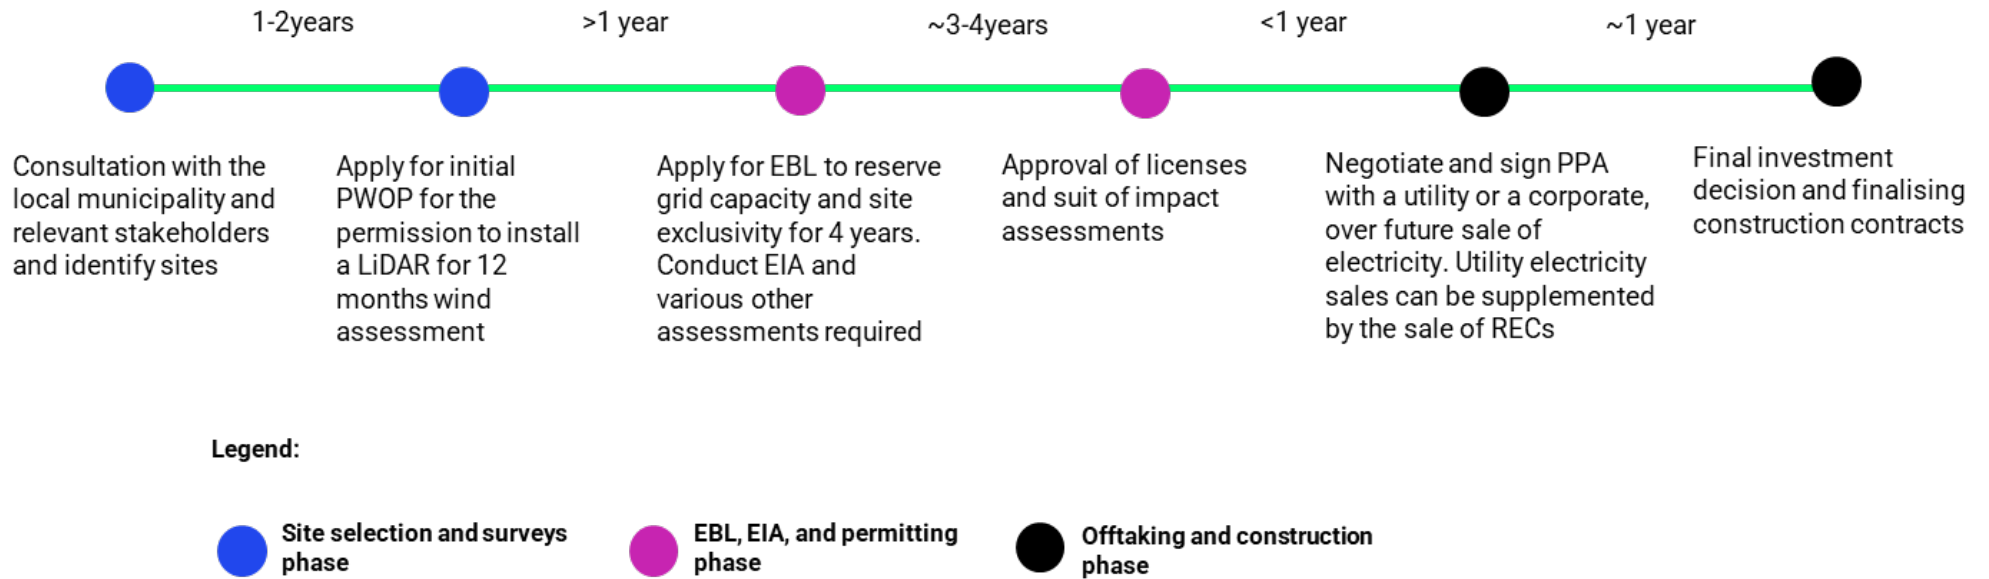 1-2years
>1 year
~3-4years
<1 year
~1 year
Consultation with the
local municipality and
relevant stakeholders
and identify sites
Apply for initial
PWOP for the
permission to install
a LiDAR for 12
months wind
assessment
Apply for EBL to reserve
grid capacity and site
exclusivity for 4 years.
Conduct EIA and
various other
assessments required
Approval of licenses
and suit of impact
assessments
Negotiate and sign PPA
with a utility or a corporate,
over future sale of
electricity. Utility electricity
sales can be supplemented
by the sale of RECs
Final investment
decision and finalising
construction contracts
Legend:
Site selection and surveys
phase
EBL, EIA, and permitting
phase
Offtaking and construction
phase